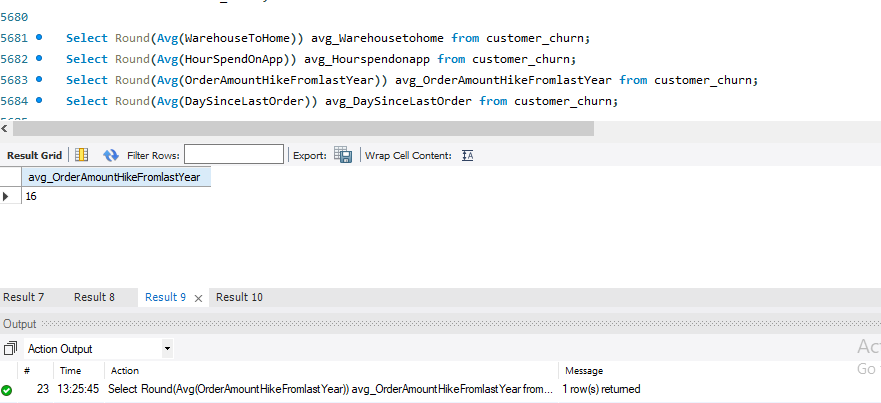 5680
5681 Select Round(Avg(WarehouseToHome)) avg_Warehousetohome from customer_churn;
5682 Select Round(Avg(HourSpendOnApp)) avg_Hourspendonapp from customer_churn;
5683 Select Round(Avg(OrderAmountHikeFromlastYear)) avg_OrderAmountHikeFromlastYear from customer_churn;
5684 Select Round(Avg(DaySinceLastOrder)) avg_DaySinceLastOrder from customer_churn;
Result Grid Filter Rows: Export: Wrap Cell Content:
avg_OrderAmountHikeFromlastYear
16
Result 7 Result 8 Result 9 Result 10
Output
Action Output
# Time Action Message
23 13:25:45 Select Round(Avg(OrderAmountHikeFromlastYear)) avg_OrderAmountHikeFromlastYear from... 1 row(s) returned
Go